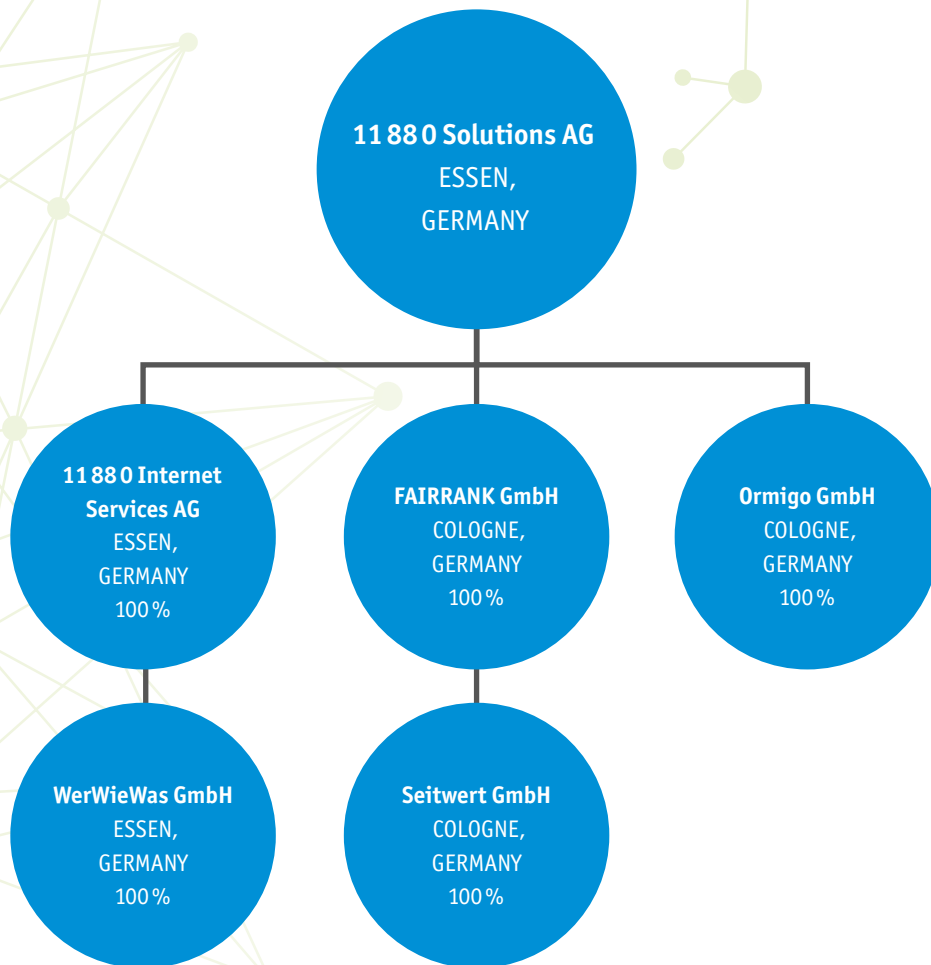 11 88 0 Solutions AG
ESSEN,
GERMANY
11 88 0 Internet
Services AG
ESSEN,
GERMANY
100 %
FAIRRANK GmbH
COLOGNE,
GERMANY
100 %
Ormigo GmbH
COLOGNE,
GERMANY
100 %
WerWieWas GmbH
ESSEN,
GERMANY
100 %
Seitwert GmbH
COLOGNE,
GERMANY
100 %